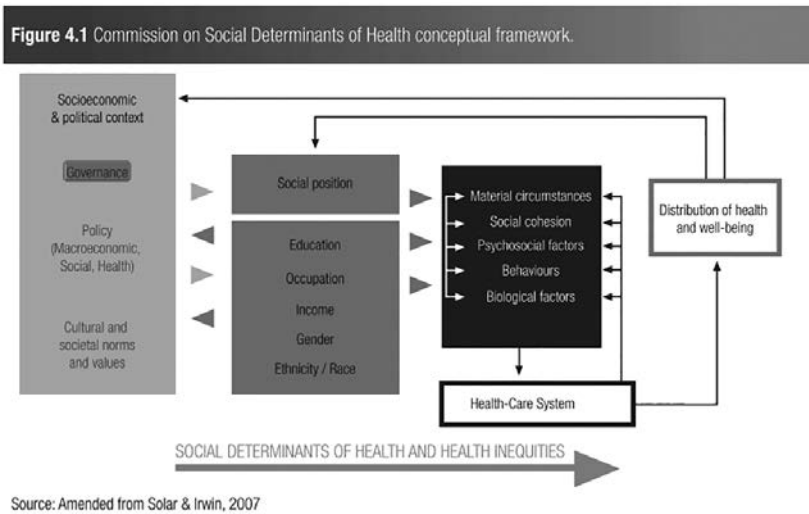 Figure 4.1 Commission on Social Determinants of Health conceptual framework.
Socioeconomic
& political context
Governance
Policy
(Macroeconomic,
Social, Health)
Cultural and
societal norms
and values
Social position
Education
Occupation
Income
Gender
Ethnicity / Race
Material circumstances
Social cohesion
Psychosocial factors
Behaviours
Biological factors
Health-Care System
Distribution of health
and well-being
SOCIAL DETERMINANTS OF HEALTH AND HEALTH INEQUITIES
Source: Amended from Solar & Irwin, 2007